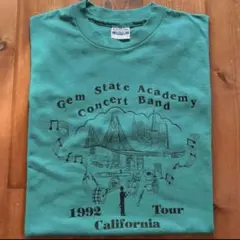 Gem State Academy
Concert Band
1992 Tour
California